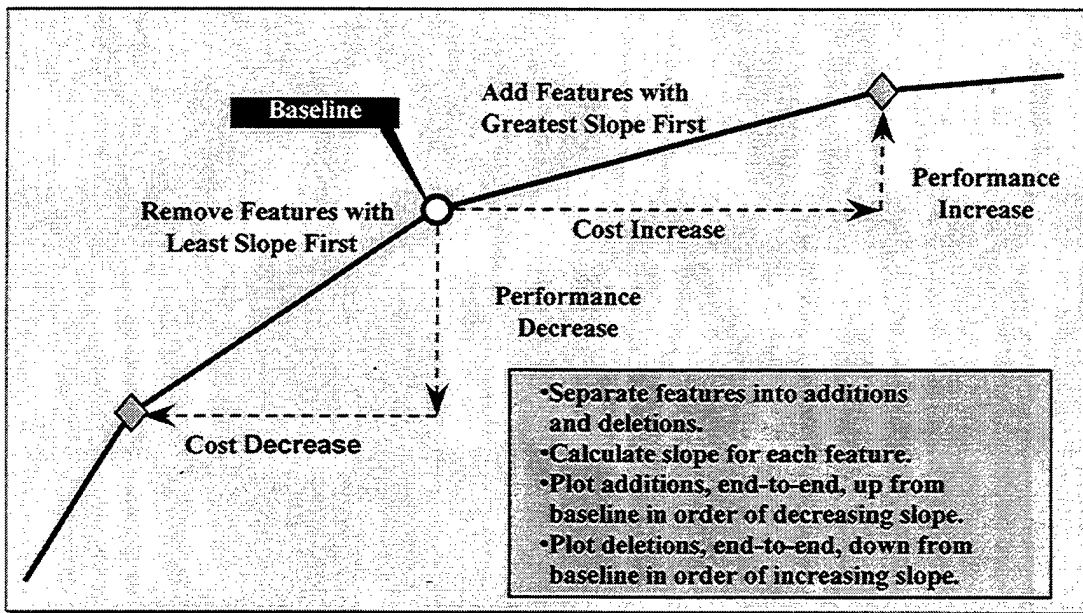 Baseline
Add Features with
Greatest Slope First
Performance
Increase
Remove Features with
Least Slope First
Cost Increase
Performance
Decrease
Cost Decrease
•Separate features into additions
and deletions.
•Calculate slope for each feature.
•Plot additions, end-to-end, up from
baseline in order of decreasing slope.
•Plot deletions, end-to-end, down from
baseline in order of increasing slope.